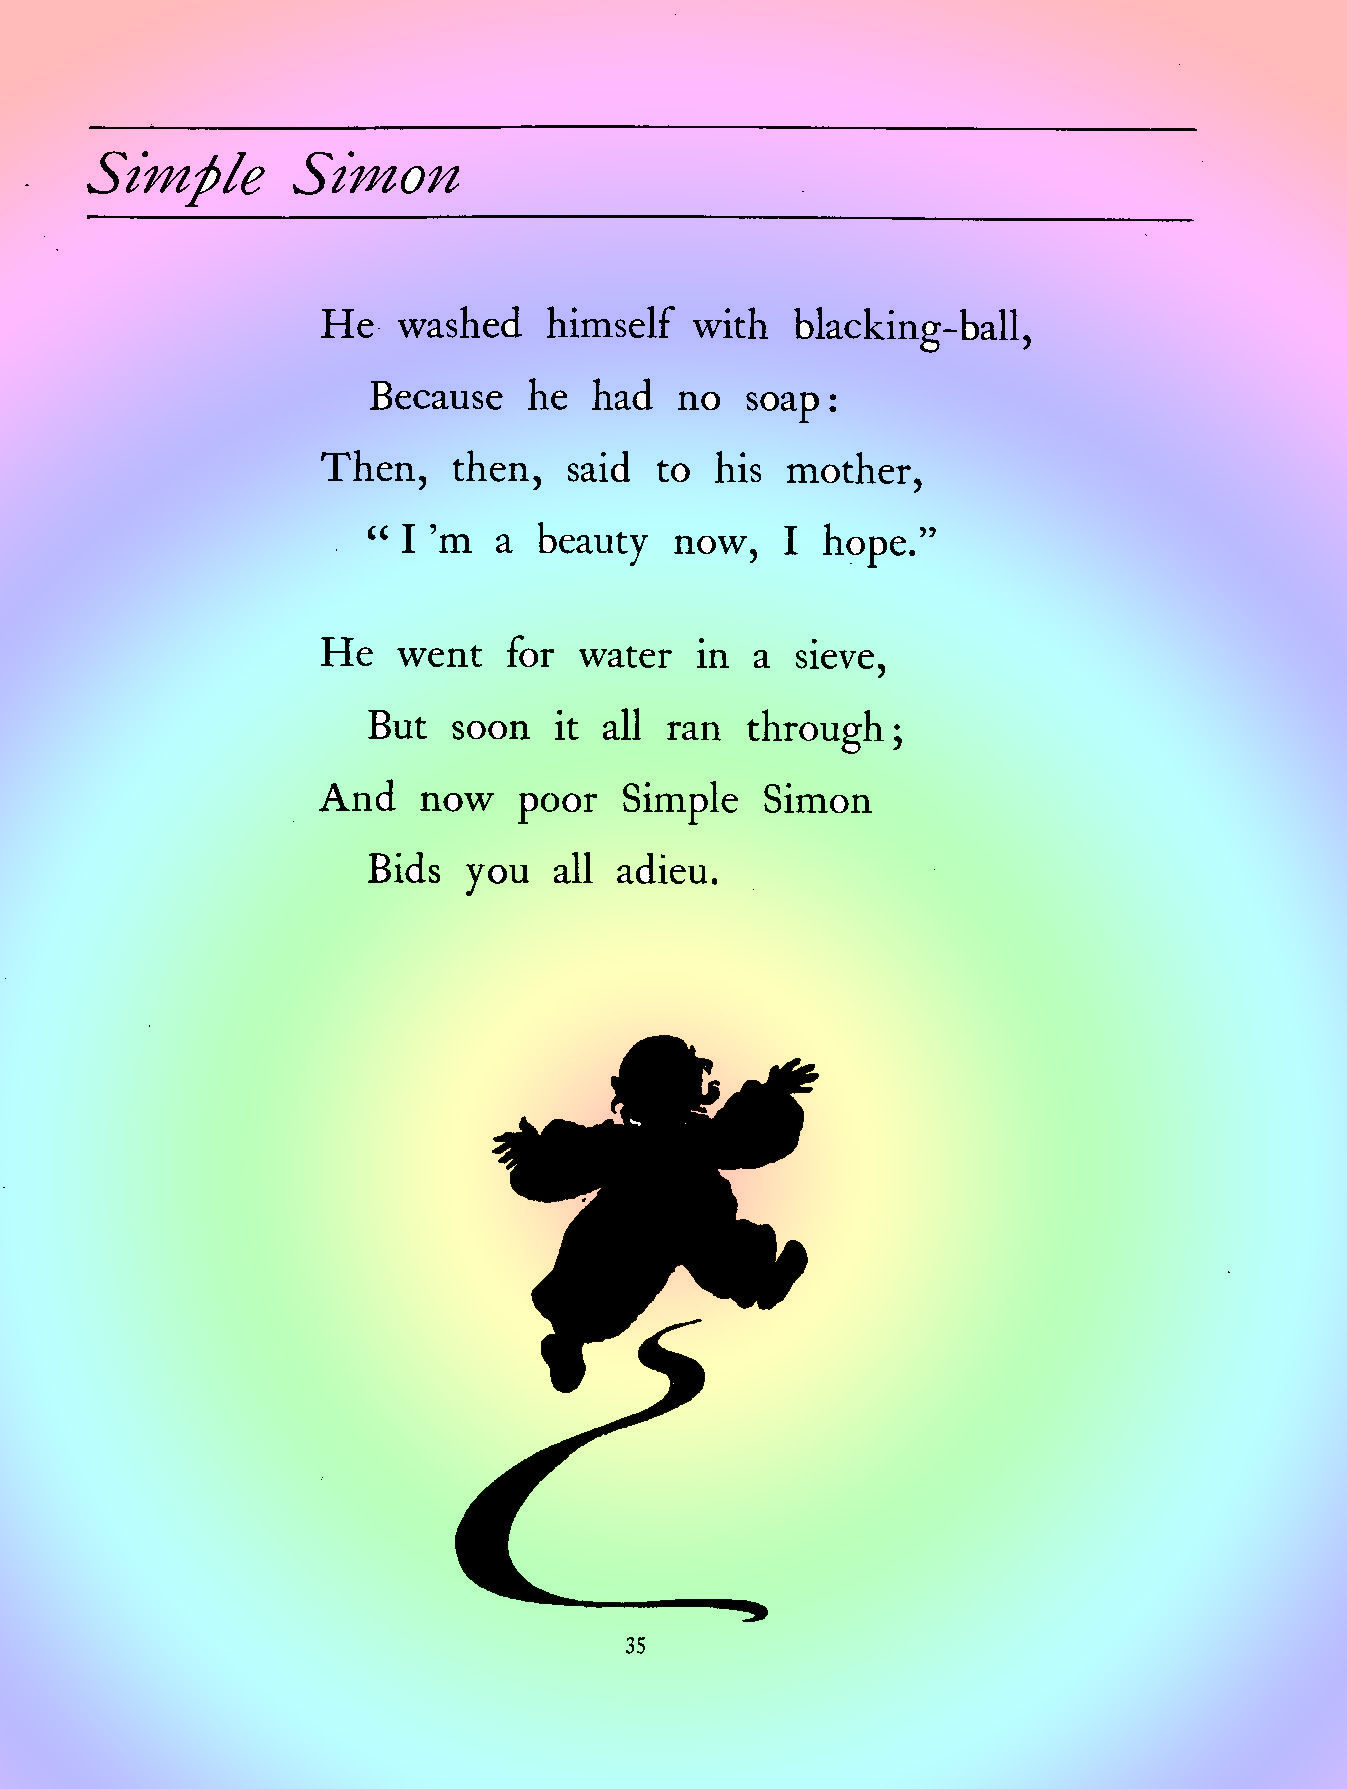 Simple Simon
He washed himself with blacking-ball,
Because he had no soap:
Then, then, said to his mother,
“I’m a beauty now, I hope.”
He went for water in a sieve,
But soon it all ran through;
And now poor Simple Simon
Bids you all adieu.
35